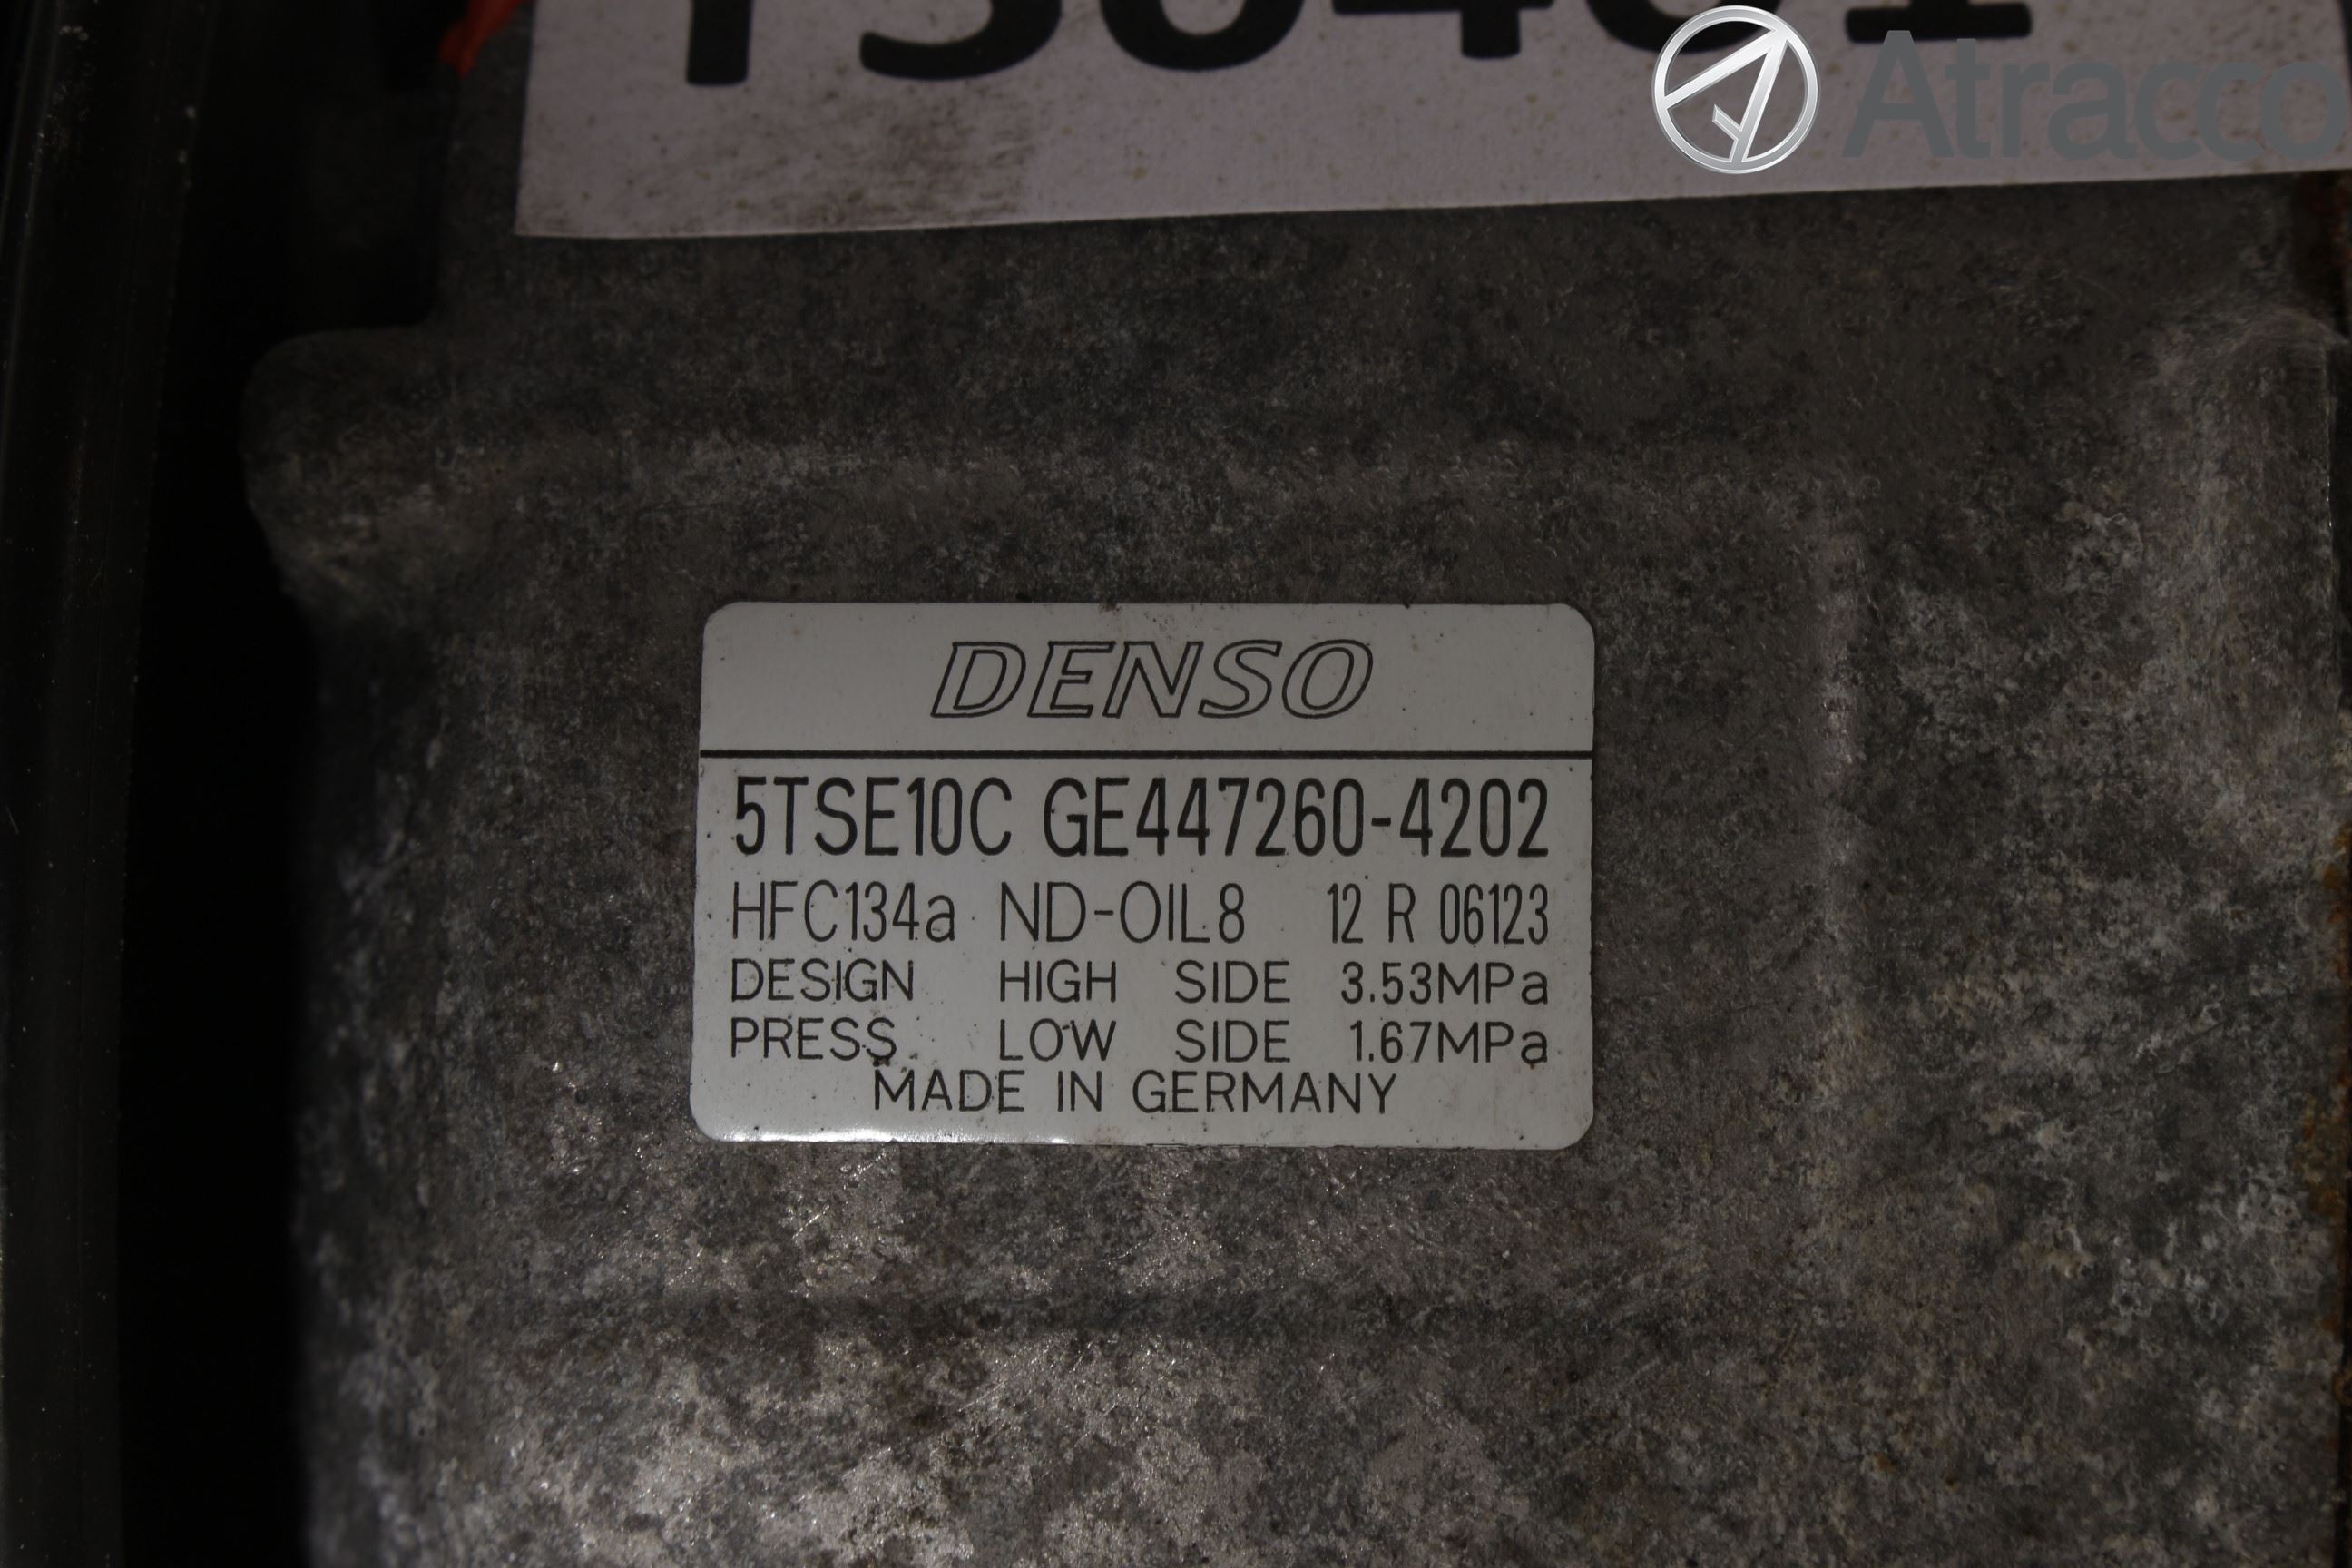 Atracco
DENSO
5TSE10C GE447260-4202
HFC134a ND-OIL8 12 R 06123
DESIGN HIGH SIDE 3.53MPa
PRESS LOW SIDE 1.67MPa
MADE IN GERMANY